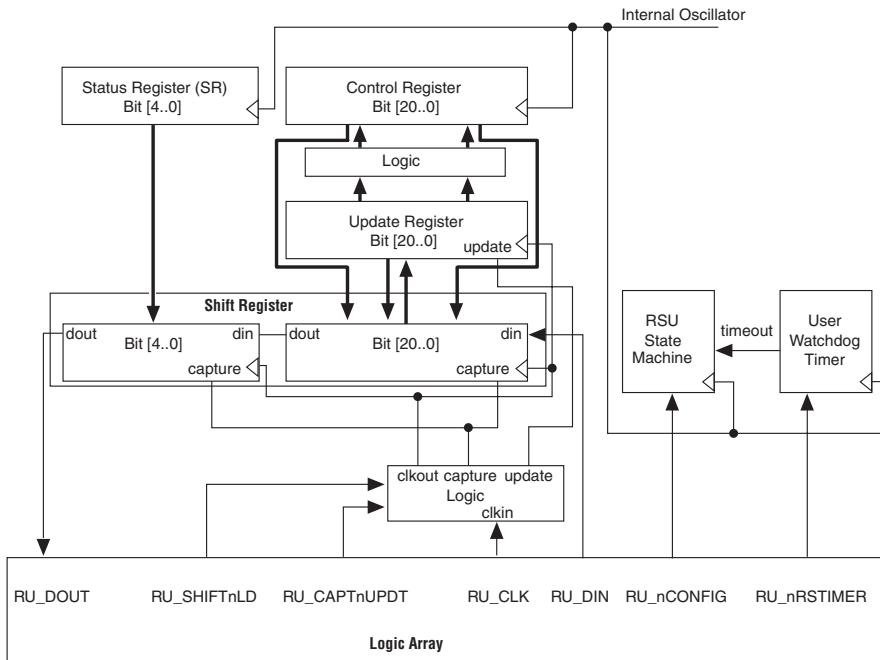 Internal Oscillator
Status Register (SR)
Bit [4..0]
Control Register
Bit [20..0]
Logic
Update Register
Bit [20..0]
update
Shift Register
dout
Bit [4..0]
din
capture
dout
Bit [20..0]
din
capture
RSU
State
Machine
timeout
User
Watchdog
Timer
clkout capture update
Logic
clkin
RU_DOUT RU_SHIFTnLD RU_CAPTnUPDT RU_CLK RU_DIN RU_nCONFIG RU_nRSTIMER
Logic Array